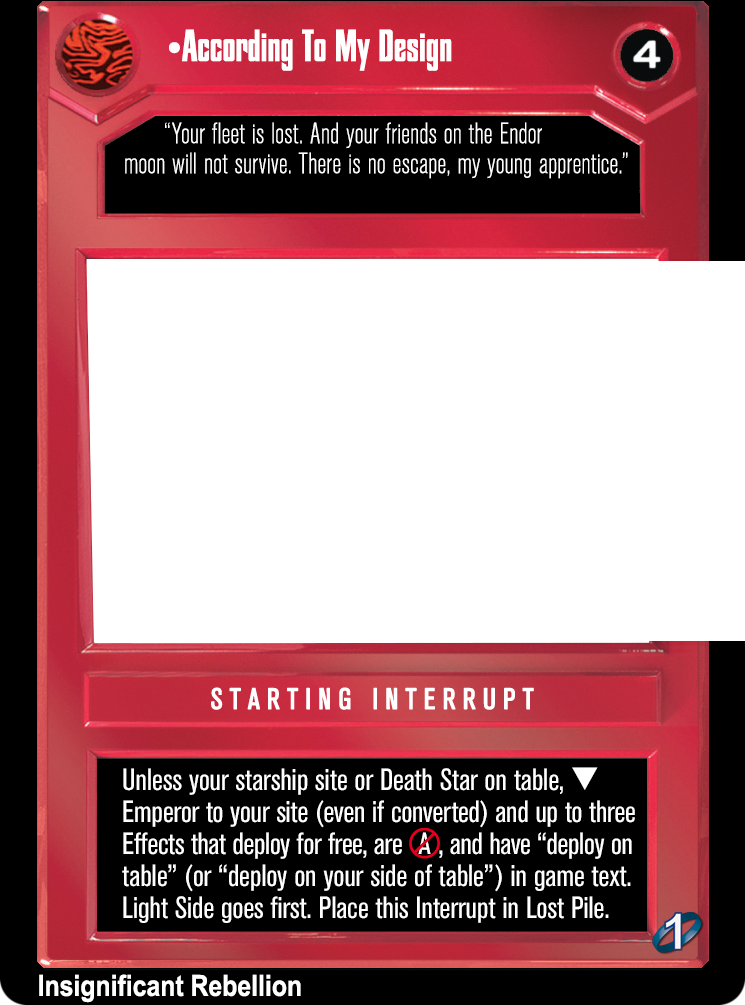 •According To My Design
4
“Your fleet is lost. And your friends on the Endor
moon will not survive. There is no escape, my young apprentice.”
STARTING INTERRUPT
Unless your starship site or Death Star on table, ▼
Emperor to your site (even if converted) and up to three
Effects that deploy for free, are A, and have “deploy on
table” (or “deploy on your side of table”) in game text.
Light Side goes first. Place this Interrupt in Lost Pile.
1
Insignificant Rebellion